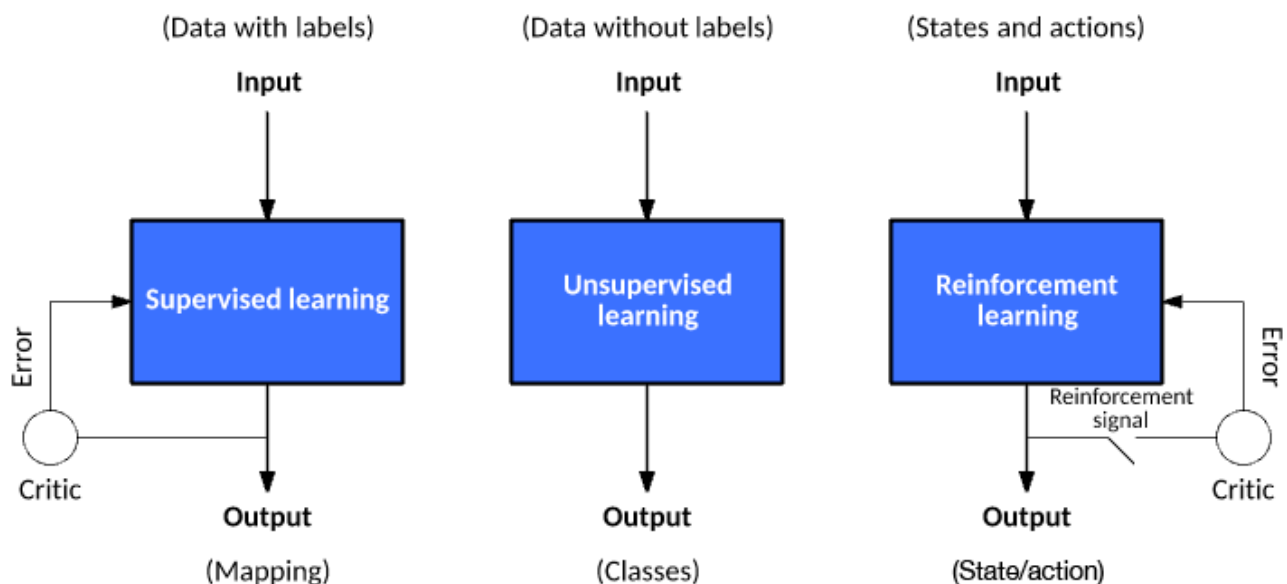 (Data with labels)
Input
Supervised learning
Error
Critic
Output
(Mapping)
(Data without labels)
Input
Unsupervised
learning
Output
(Classes)
(States and actions)
Input
Reinforcement
learning
Reinforcement
signal
Error
Critic
Output
(State/action)